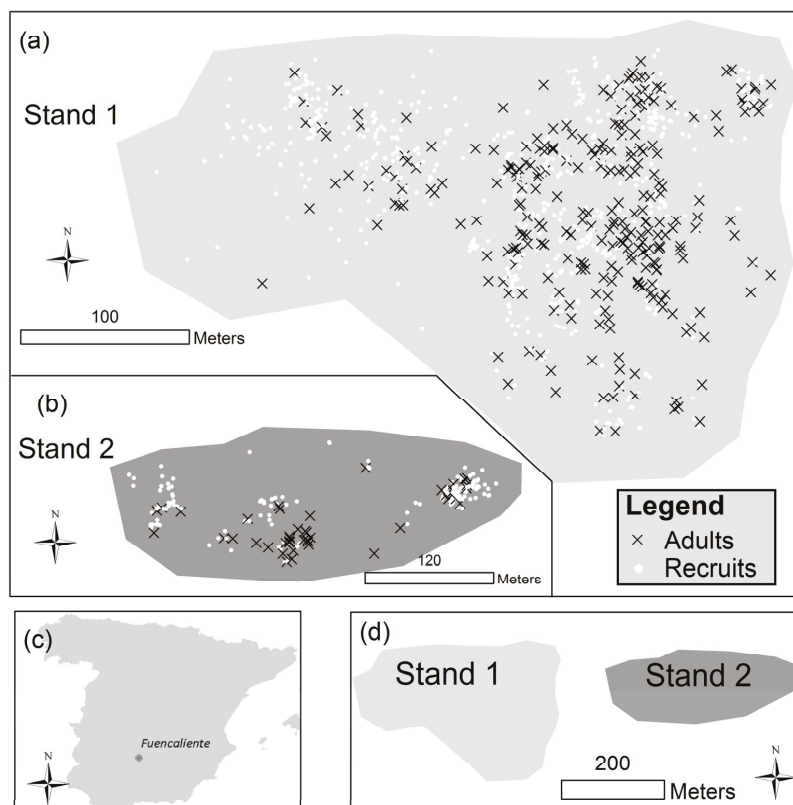 (a)
Stand 1
N
100
Meters
(b)
Stand 2
N
120
Meters
Legend
Adults
Recruits
(c)
Fuencaliente
N
(d)
Stand 1
Stand 2
200
Meters
N